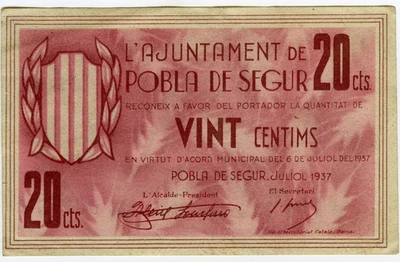 L'AJUNTAMENT DE
POBLA DE SEGUR
20 cts.
RECONEIX A FAVOR DEL PORTADOR LA QUANTITAT DE
VINT CENTIMS
EN VIRTUT D'ACORD MUNICIPAL DEL 6 DE JULIOL DEL 1937
POBLA DE SEGUR, JULIOL 1937
20 cts.
L'Alcalde-President
El Secretari